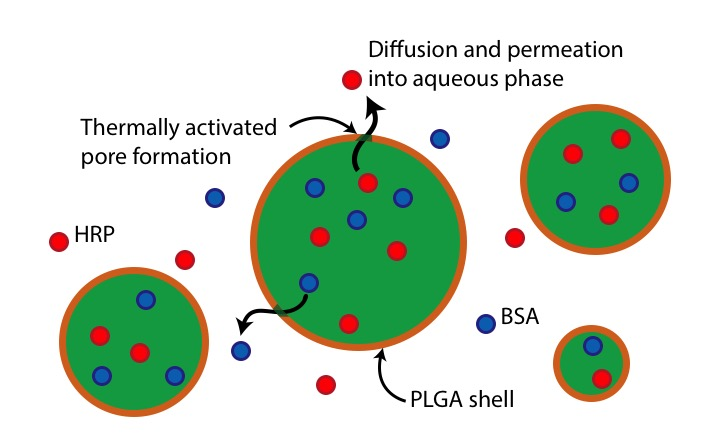 Diffusion and permeation
into aqueous phase
Thermally activated
pore formation
HRP
BSA
PLGA shell